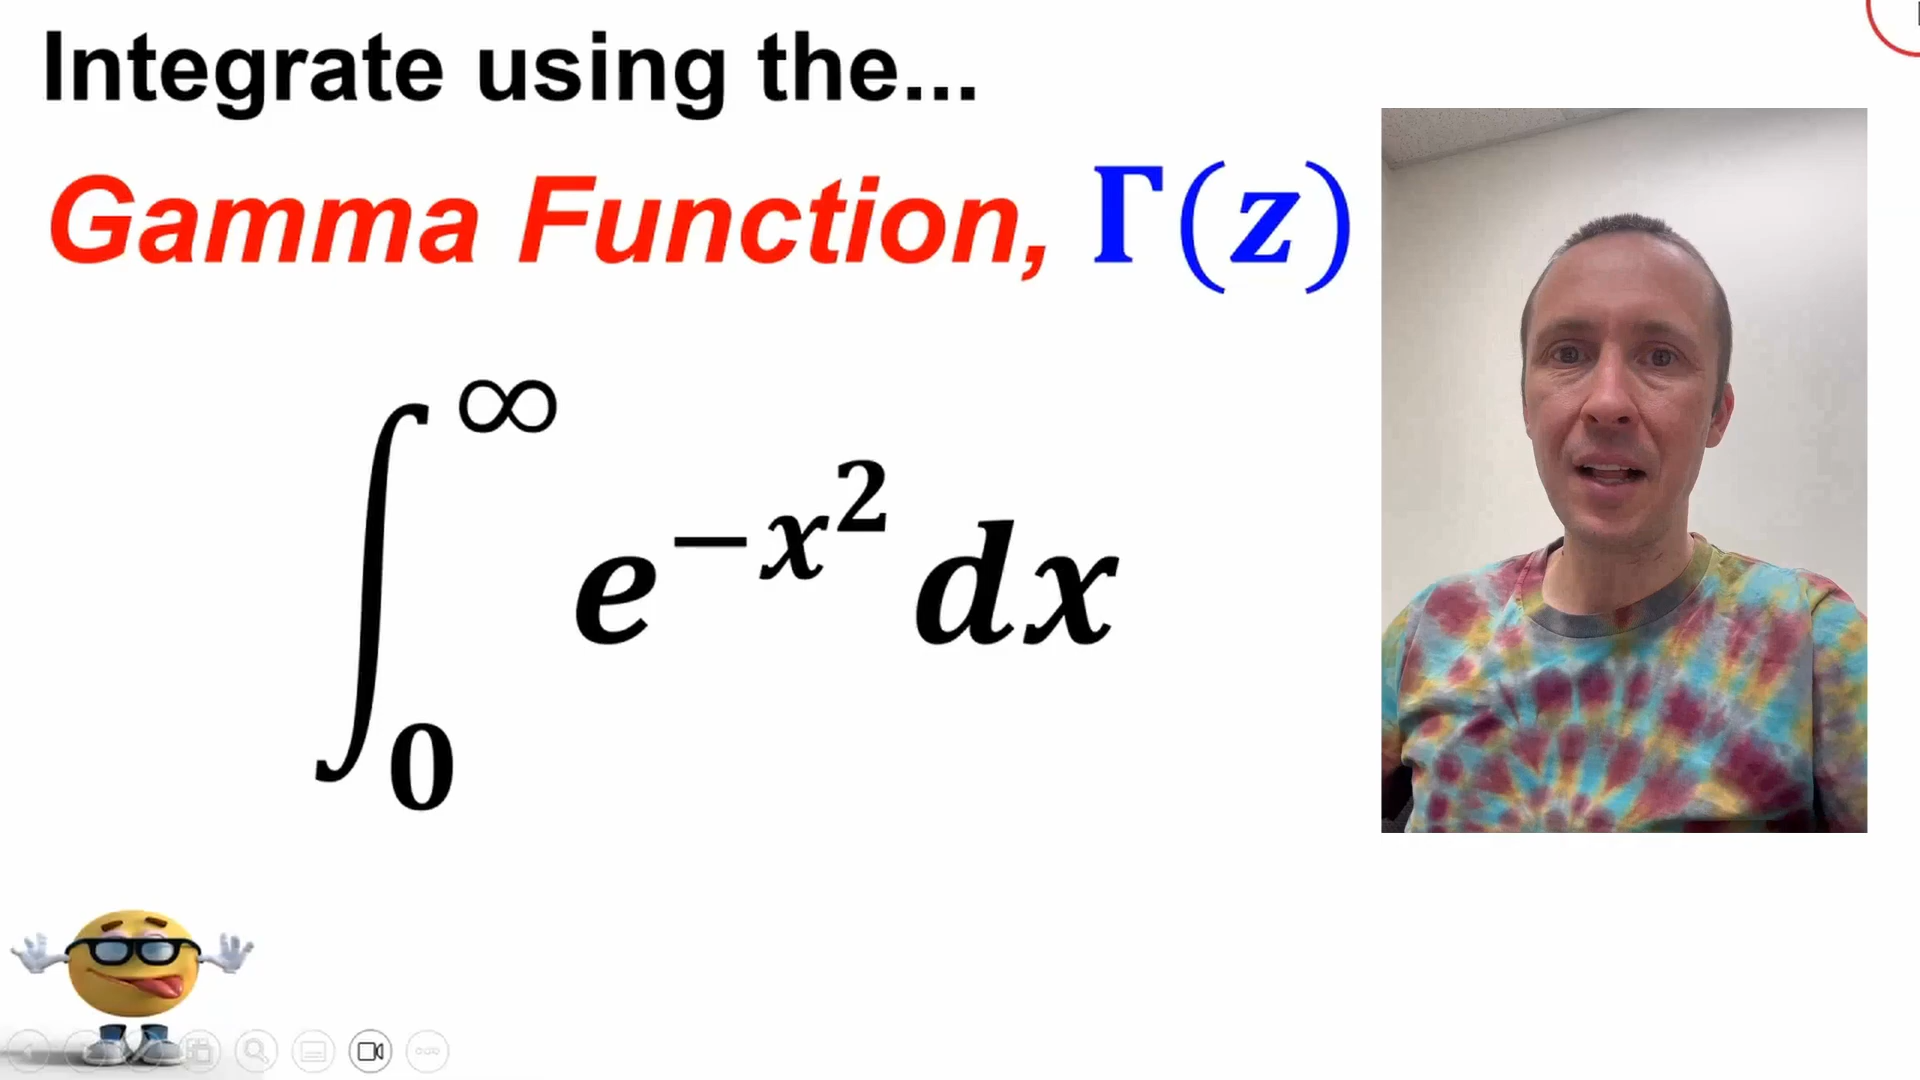 Integrate using the...
Gamma Function, Γ(z)
∫₀^∞ e^{-x²} dx